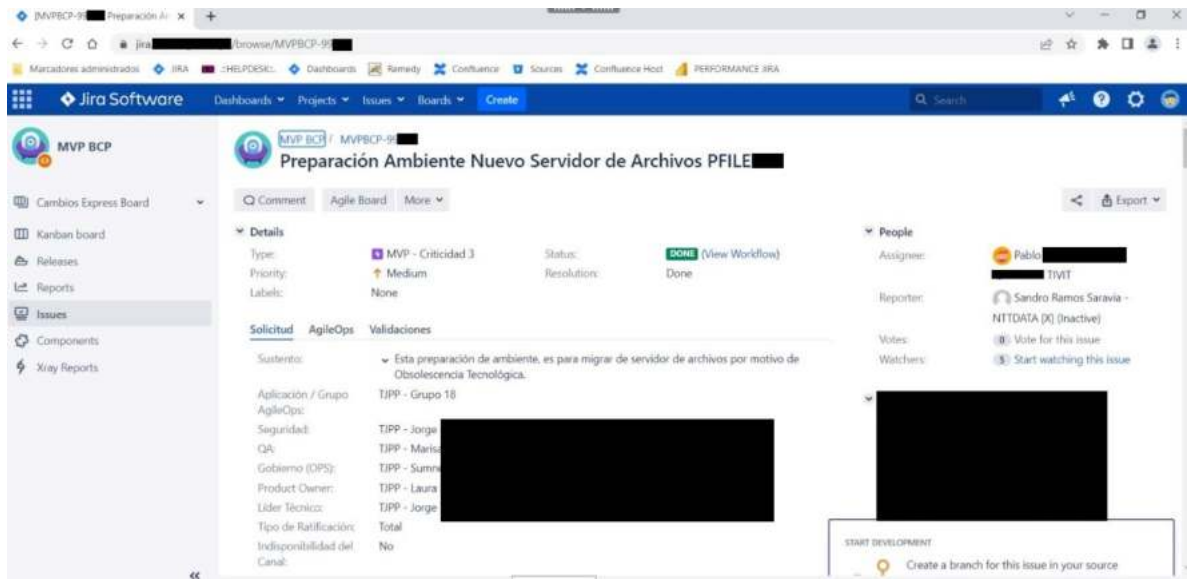 [MVPBCP-99 Preparación An
jira /browse/MVPBCP-99
Marcadores administrados JIRA ::HELPDESK::. Dashboards Remedy Confluence Sources Confluence Host PERFORMANCE JIRA
Jira Software Dashboards Projects Issues Boards Create Search
MVP BCP
MVP BCP / MVPBCP-99
Preparación Ambiente Nuevo Servidor de Archivos PFILE
Cambios Express Board
Kanban board
Releases
Reports
Issues
Components
Xray Reports
Comment Agile Board More Export
Details
Type: MVP - Criticidad 3 Status: DONE (View Workflow)
Priority: Medium Resolution: Done
Labels: None
Solicitud AgileOps Validaciones
Sustento: Esta preparación de ambiente, es para migrar de servidor de archivos por motivo de
Obsolescencia Tecnológica.
Aplicación / Grupo TJPP - Grupo 18
AgileOps:
Seguridad: TJPP - Jorge
QA: TJPP - Marisa
Gobierno (OPS): TJPP - Sumne
Product Owner: TJPP - Laura
Líder Técnico: TJPP - Jorge
Tipo de Ratificación: Total
Indisponibilidad del No
Canal:
People
Assignee: Pablo
TIVIT
Reporter: Sandro Ramos Saravia -
NTTDATA [X] (Inactive)
Votes: 0 Vote for this issue
Watchers: 5 Start watching this issue
START DEVELOPMENT
Create a branch for this issue in your source